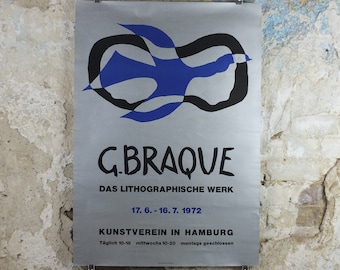 G.BRAQUE
DAS LITHOGRAPHISCHE WERK
17. 6. - 16. 7. 1972
KUNSTVEREIN IN HAMBURG
Täglich 10-18 mittwochs 10-20 montags geschlossen